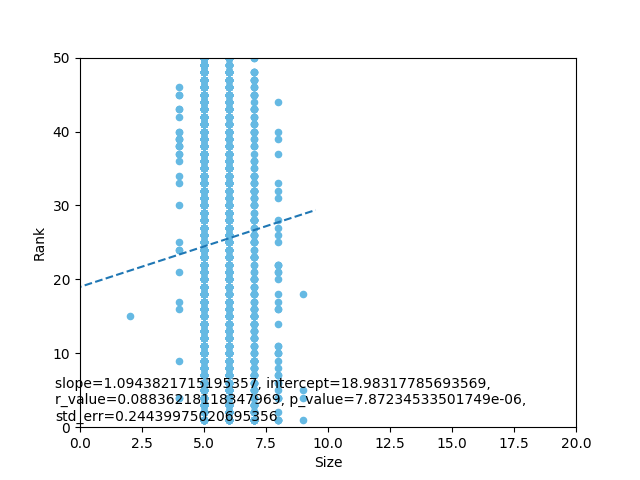 50
40
30
20
10
0
Rank
slope=1.0943821715195357, intercept=18.98317785693569,
r_value=0.08836218118347969, p_value=7.87234533501749e-06,
std_err=0.24439975020695356
0.0 2.5 5.0 7.5 10.0 12.5 15.0 17.5 20.0
Size